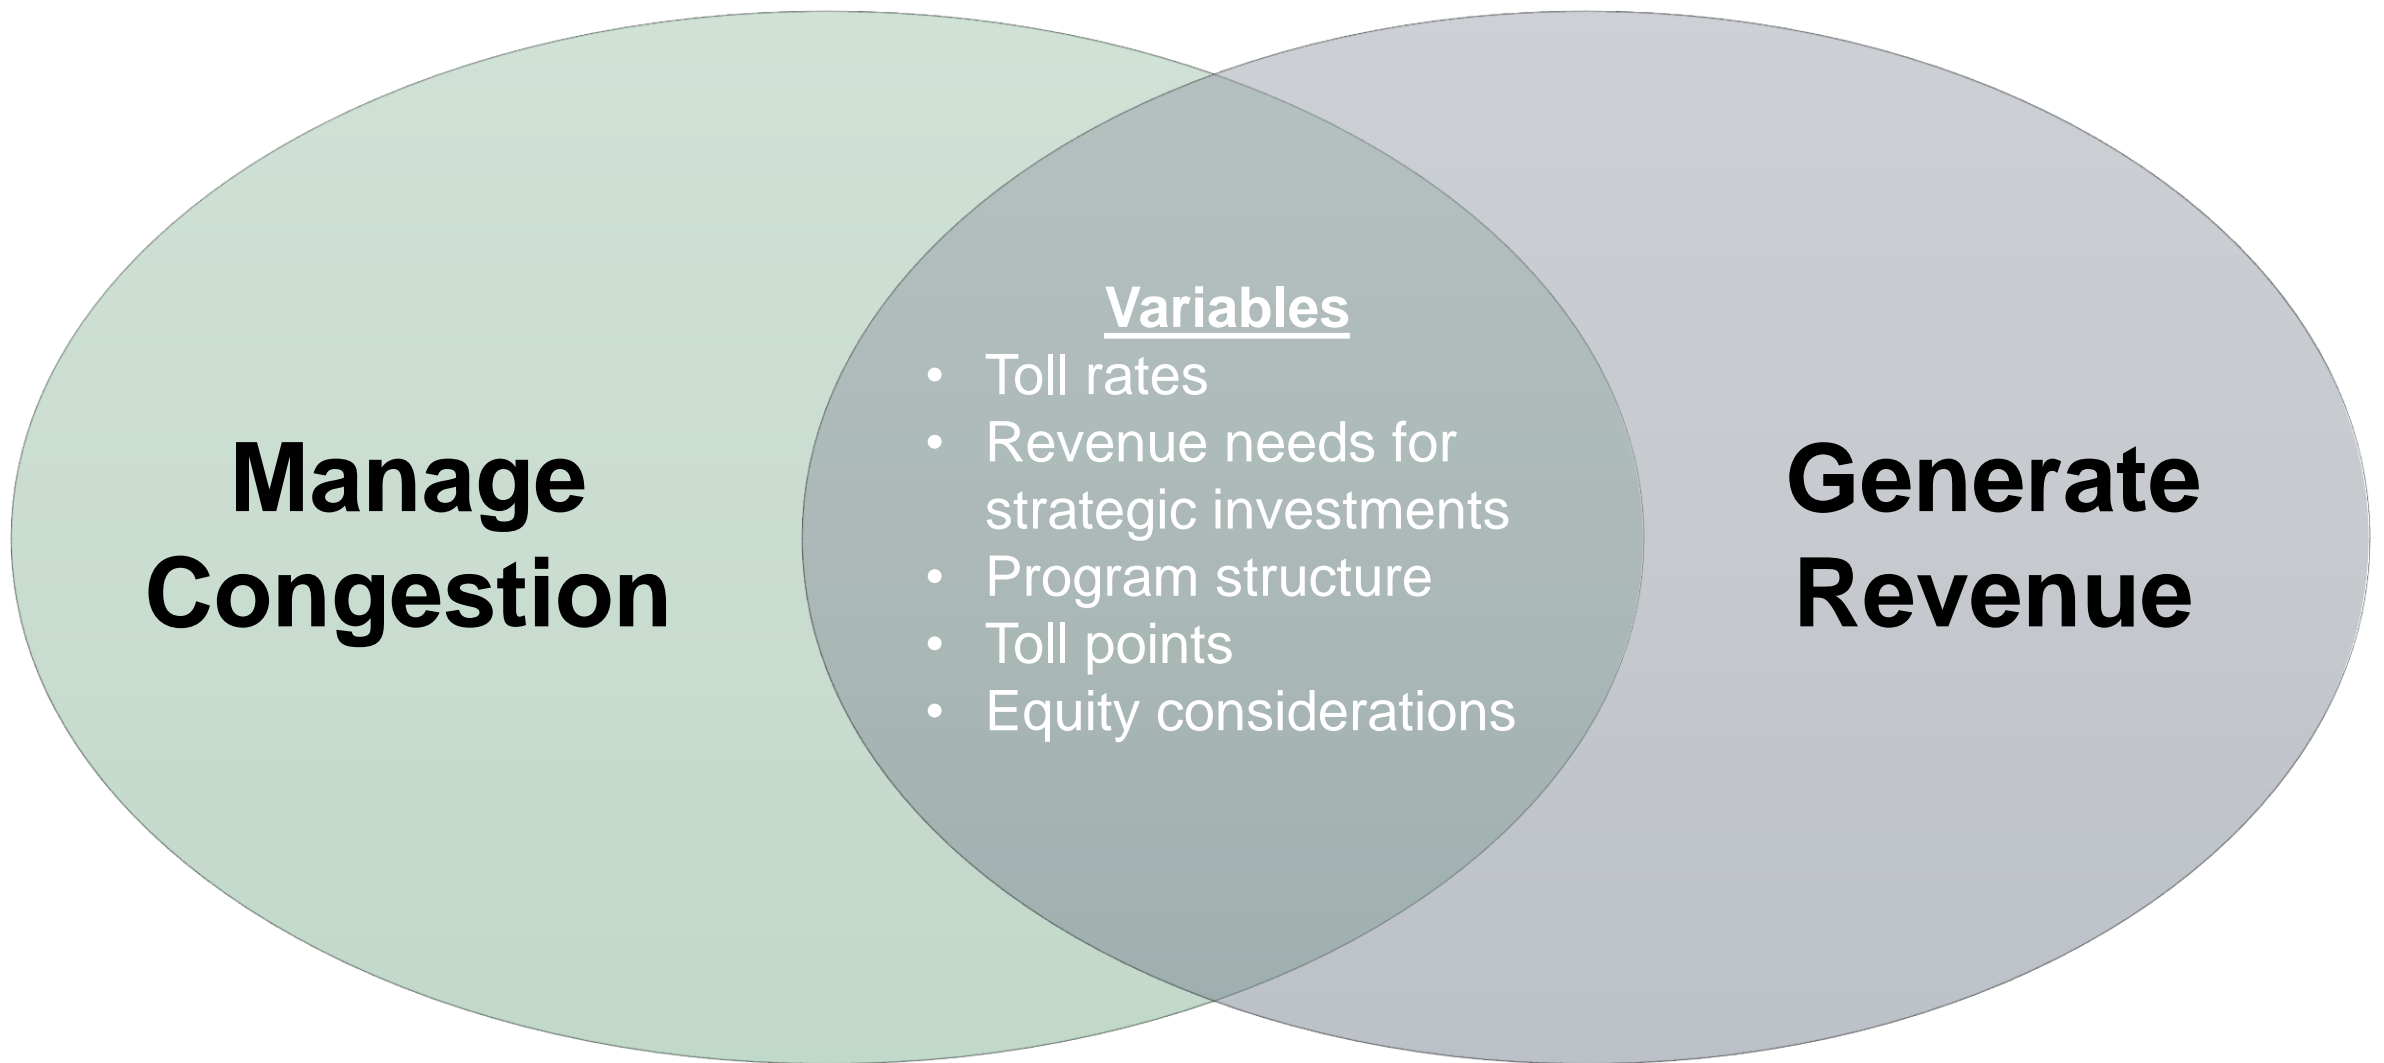 Manage
Congestion
Variables
• Toll rates
• Revenue needs for
strategic investments
• Program structure
• Toll points
• Equity considerations
Generate
Revenue